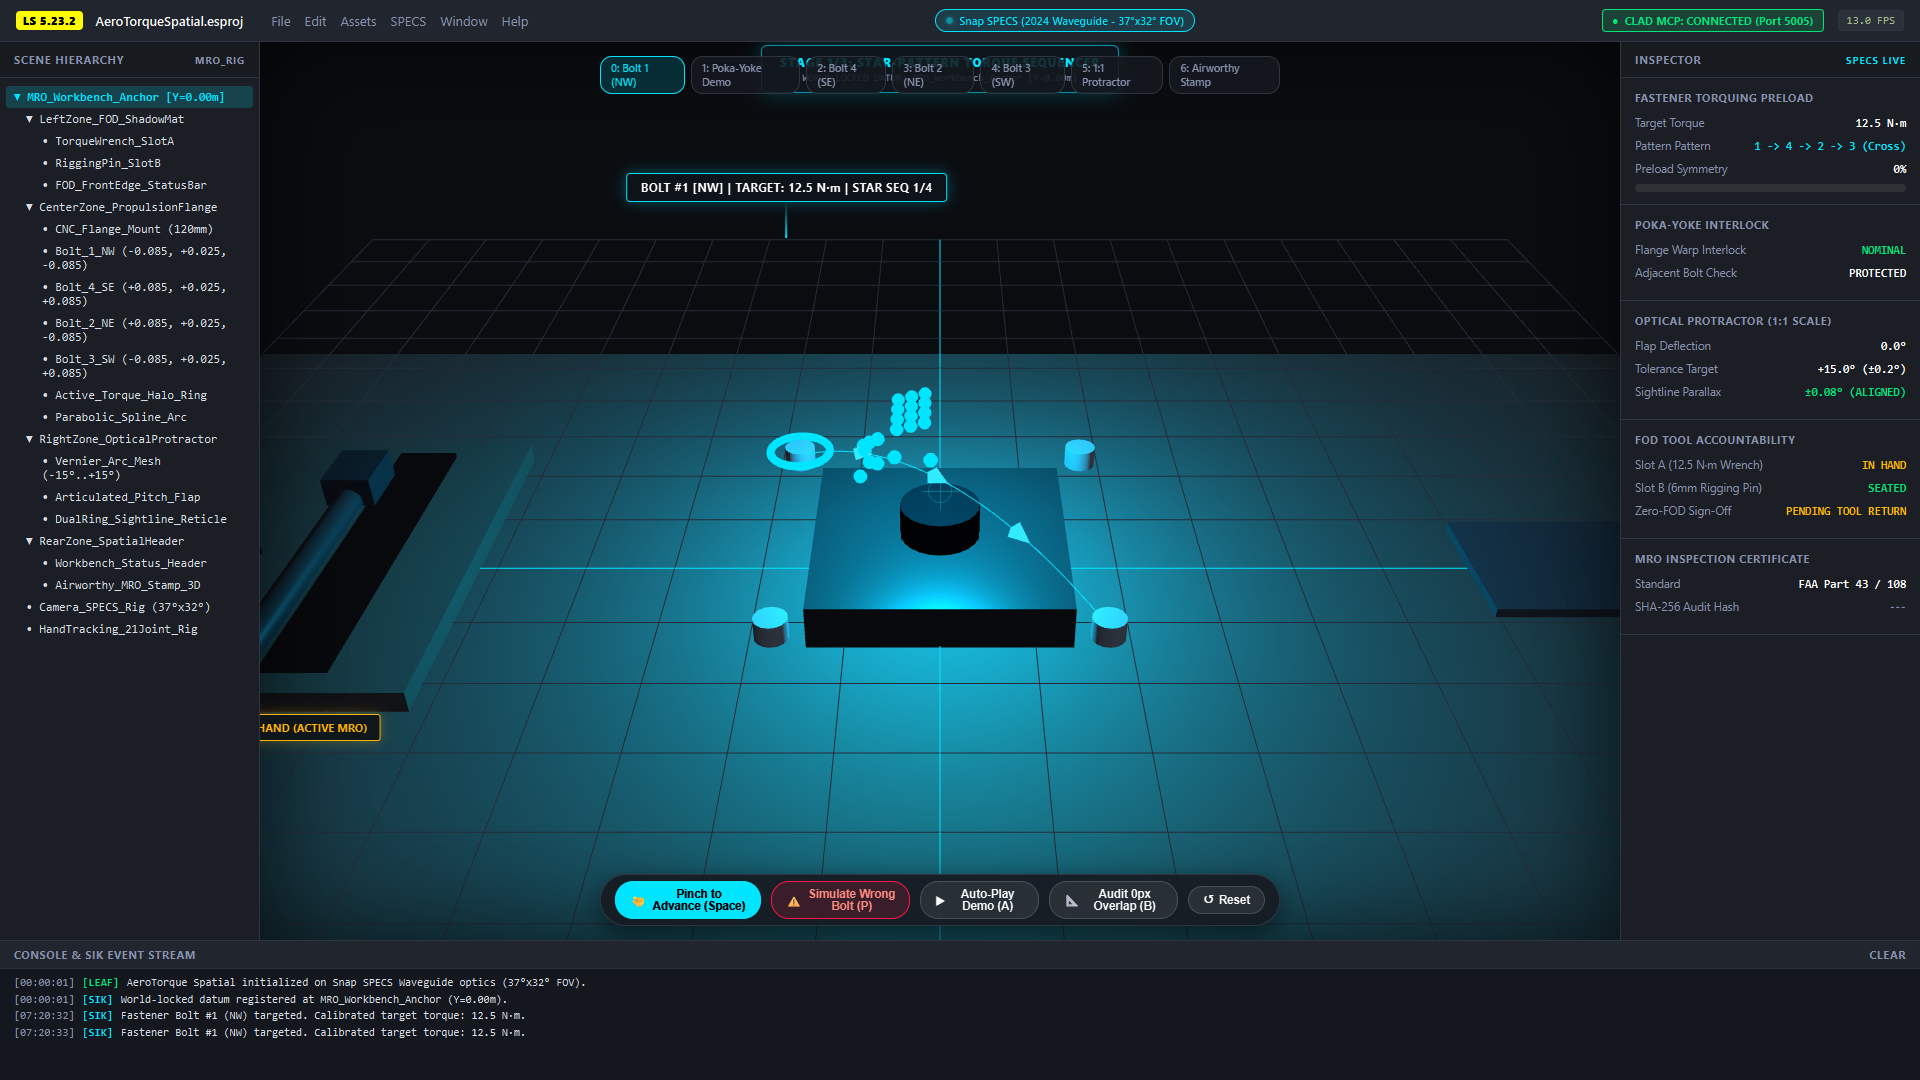 LS 5.23.2
AeroTorqueSpatial.esproj
File Edit Assets SPECS Window Help
Snap SPECS (2024 Waveguide - 37°x32° FOV)
● CLAD MCP: CONNECTED (Port 5005)
13.0 FPS
SCENE HIERARCHY
MRO_RIG
▼ MRO_Workbench_Anchor [Y=0.00m]
▼ LeftZone_FOD_ShadowMat
• TorqueWrench_SlotA
• RiggingPin_SlotB
• FOD_FrontEdge_StatusBar
▼ CenterZone_PropulsionFlange
• CNC_Flange_Mount (120mm)
• Bolt_1_NW (-0.085, +0.025,
-0.085)
• Bolt_4_SE (+0.085, +0.025,
+0.085)
• Bolt_2_NE (+0.085, +0.025,
-0.085)
• Bolt_3_SW (-0.085, +0.025,
+0.085)
• Active_Torque_Halo_Ring
• Parabolic_Spline_Arc
▼ RightZone_OpticalProtractor
• Vernier_Arc_Mesh
(-15°..+15°)
• Articulated_Pitch_Flap
• DualRing_Sightline_Reticle
▼ RearZone_SpatialHeader
• Workbench_Status_Header
• Airworthy_MRO_Stamp_3D
• Camera_SPECS_Rig (37°x32°)
• HandTracking_21Joint_Rig
0: Bolt 1
(NW)
1: Poka-Yoke
Demo
2: Bolt 4
(SE)
3: Bolt 2
(NE)
4: Bolt 3
(SW)
5: 1:1
Protractor
6: Airworthy
Stamp
BOLT #1 [NW] | TARGET: 12.5 N·m | STAR SEQ 1/4
HAND (ACTIVE MRO)
Pinch to
Advance (Space)
Simulate Wrong
Bolt (P)
▶ Auto-Play
Demo (A)
Audit 0px
Overlap (B)
↺ Reset
INSPECTOR
SPECS LIVE
FASTENER TORQUING PRELOAD
Target Torque 12.5 N·m
Pattern Pattern 1 -> 4 -> 2 -> 3 (Cross)
Preload Symmetry 0%
POKA-YOKE INTERLOCK
Flange Warp Interlock NOMINAL
Adjacent Bolt Check PROTECTED
OPTICAL PROTRACTOR (1:1 SCALE)
Flap Deflection 0.0°
Tolerance Target +15.0° (±0.2°)
Sightline Parallax ±0.08° (ALIGNED)
FOD TOOL ACCOUNTABILITY
Slot A (12.5 N·m Wrench) IN HAND
Slot B (6mm Rigging Pin) SEATED
Zero-FOD Sign-Off PENDING TOOL RETURN
MRO INSPECTION CERTIFICATE
Standard FAA Part 43 / 108
SHA-256 Audit Hash ---
CONSOLE & SIK EVENT STREAM
CLEAR
[00:00:01] [LEAF] AeroTorque Spatial initialized on Snap SPECS Waveguide optics (37°x32° FOV).
[00:00:01] [SIK] World-locked datum registered at MRO_Workbench_Anchor (Y=0.00m).
[07:20:32] [SIK] Fastener Bolt #1 (NW) targeted. Calibrated target torque: 12.5 N·m.
[07:20:33] [SIK] Fastener Bolt #1 (NW) targeted. Calibrated target torque: 12.5 N·m.